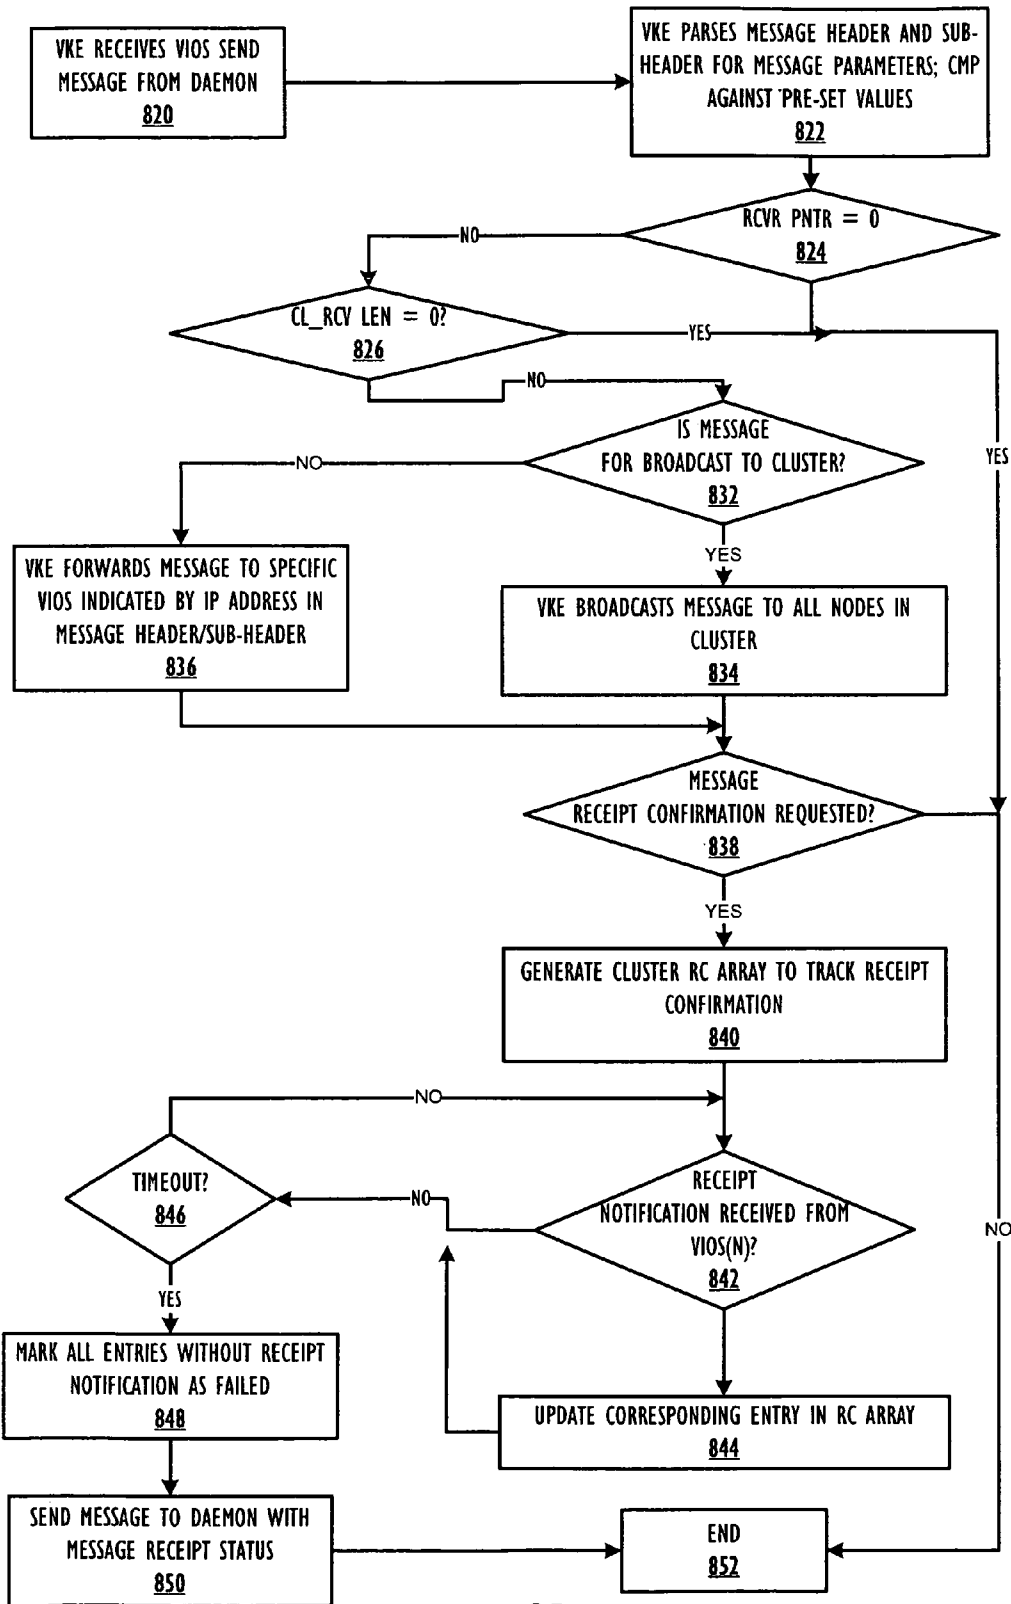 VKE RECEIVES VIOS SEND
MESSAGE FROM DAEMON
820
VKE PARSES MESSAGE HEADER AND SUB-
HEADER FOR MESSAGE PARAMETERS; CMP
AGAINST PRE-SET VALUES
822
RCVR PNTR = 0
824
NO
CL_RCV LEN = 0?
826
YES
NO
YES
IS MESSAGE
FOR BROADCAST TO CLUSTER?
832
NO
YES
VKE FORWARDS MESSAGE TO SPECIFIC
VIOS INDICATED BY IP ADDRESS IN
MESSAGE HEADER/SUB-HEADER
836
VKE BROADCASTS MESSAGE TO ALL NODES IN
CLUSTER
834
MESSAGE
RECEIPT CONFIRMATION REQUESTED?
838
YES
GENERATE CLUSTER RC ARRAY TO TRACK RECEIPT
CONFIRMATION
840
NO
TIMEOUT?
846
NO
RECEIPT
NOTIFICATION RECEIVED FROM
VIOS(N)?
842
NO
YES
MARK ALL ENTRIES WITHOUT RECEIPT
NOTIFICATION AS FAILED
848
UPDATE CORRESPONDING ENTRY IN RC ARRAY
844
SEND MESSAGE TO DAEMON WITH
MESSAGE RECEIPT STATUS
850
END
852